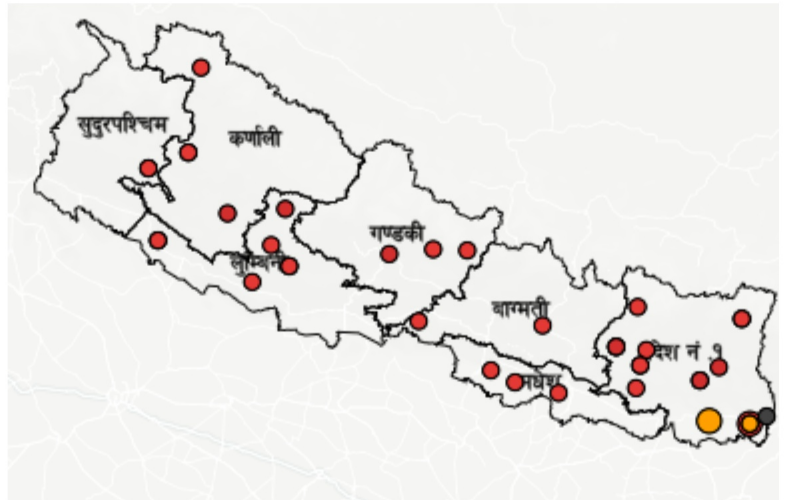 सुदुरपश्चिम
कर्णाली
गण्डकी
लुम्बिनी
बाग्मती
देश नं १
मधेश